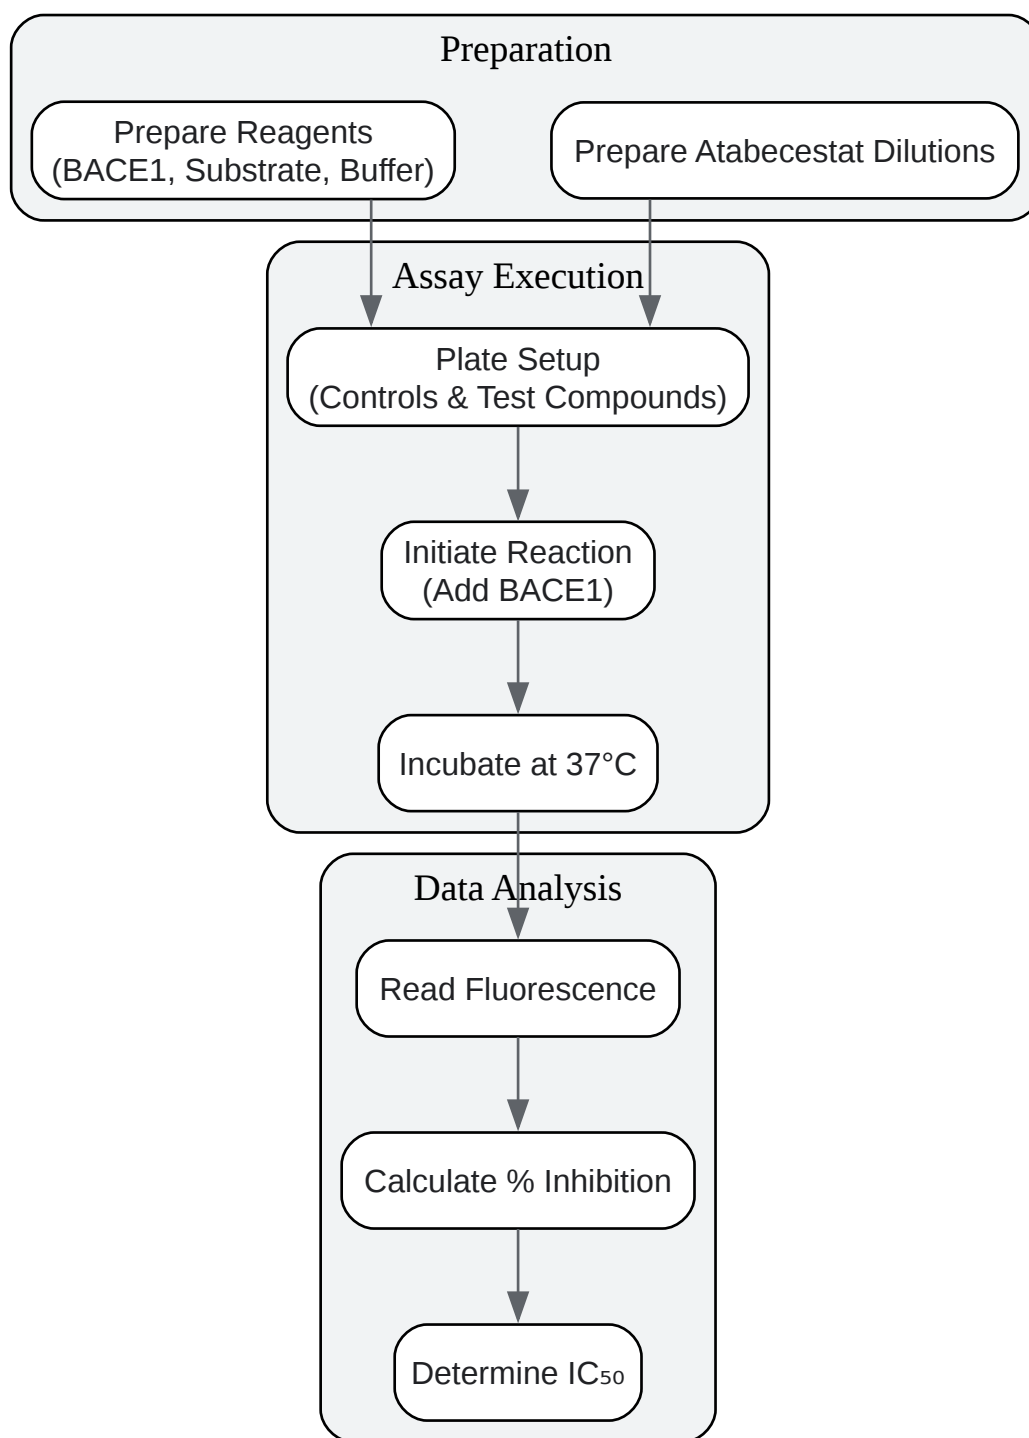 Preparation
Prepare Reagents
(BACE1, Substrate, Buffer)
Prepare Atabecestat Dilutions
Assay Execution
Plate Setup
(Controls & Test Compounds)
Initiate Reaction
(Add BACE1)
Incubate at 37°C
Data Analysis
Read Fluorescence
Calculate % Inhibition
Determine IC₅₀